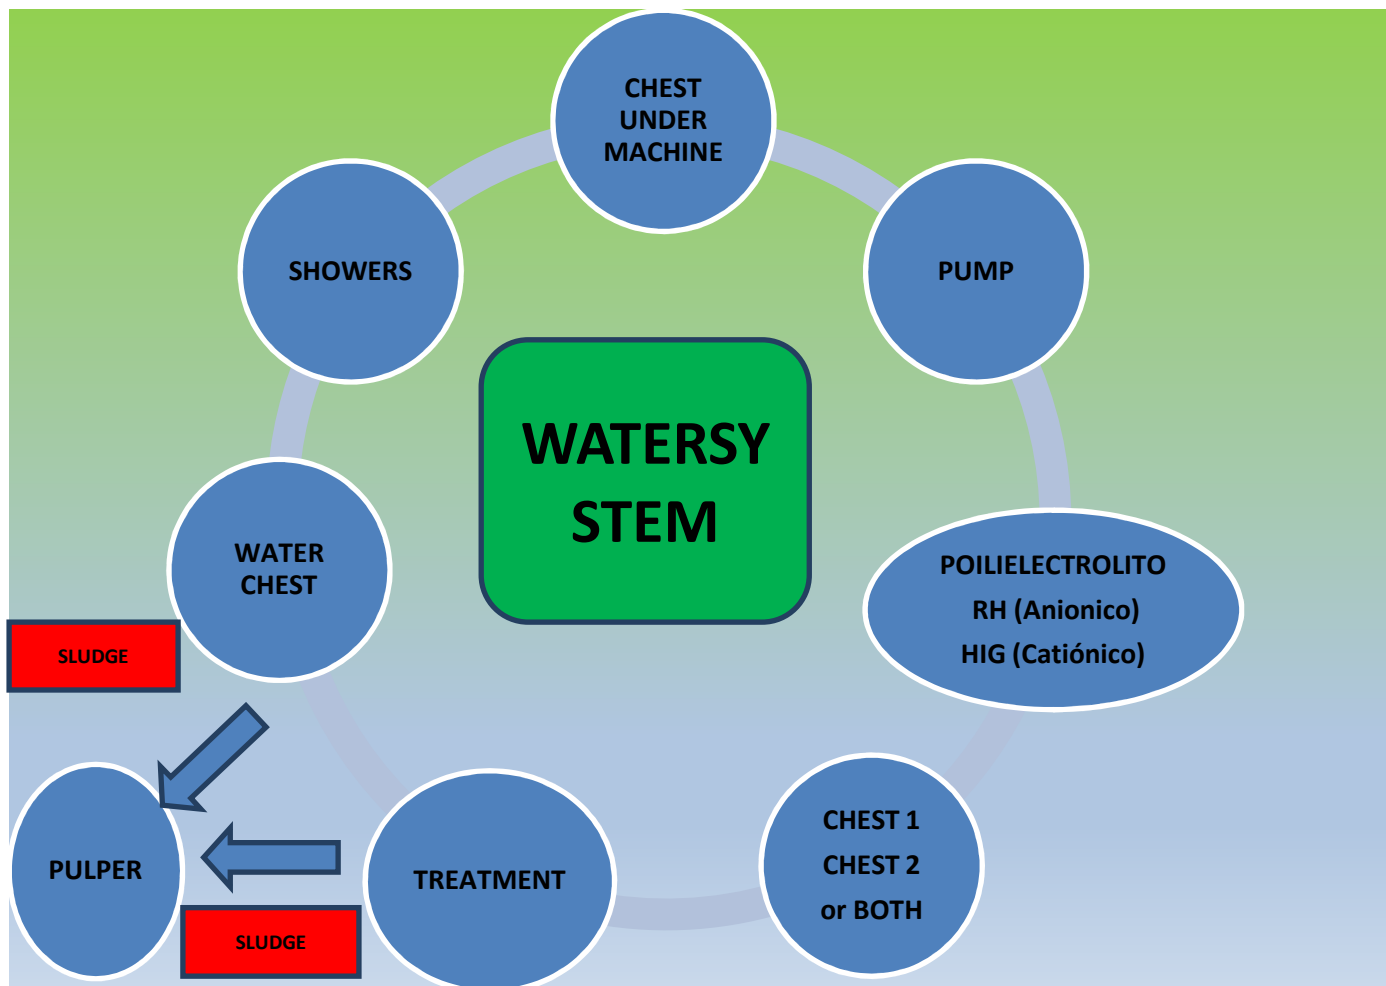 CHEST
UNDER
MACHINE
SHOWERS
PUMP
WATERSY
STEM
WATER
CHEST
POILIELECTROLITO
RH (Anionico)
HIG (Catiónico)
SLUDGE
CHEST 1
CHEST 2
or BOTH
PULPER
TREATMENT
SLUDGE